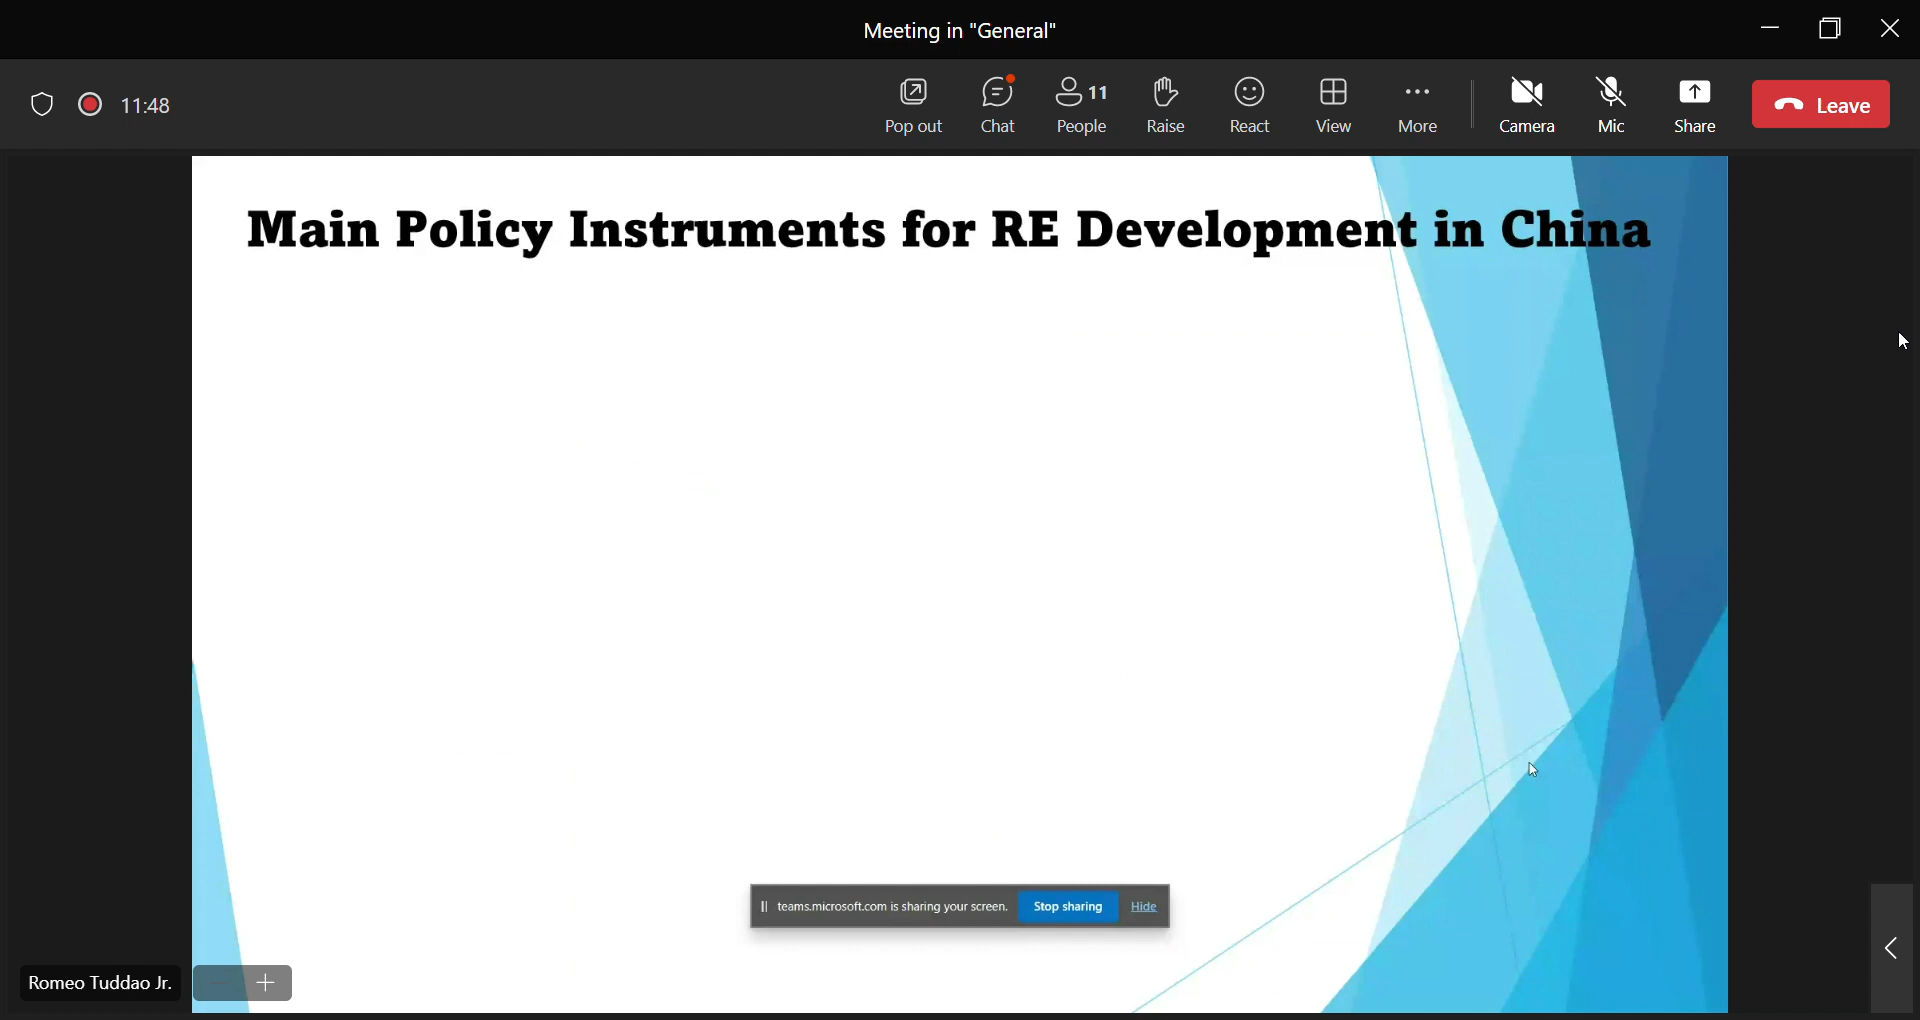 Meeting in "General"
11:48
Pop out
Chat
11
People
Raise
React
View
More
Camera
Mic
Share
Leave
Main Policy Instruments for RE Development in China
teams.microsoft.com is sharing your screen.
Stop sharing
Hide
Romeo Tuddao Jr.